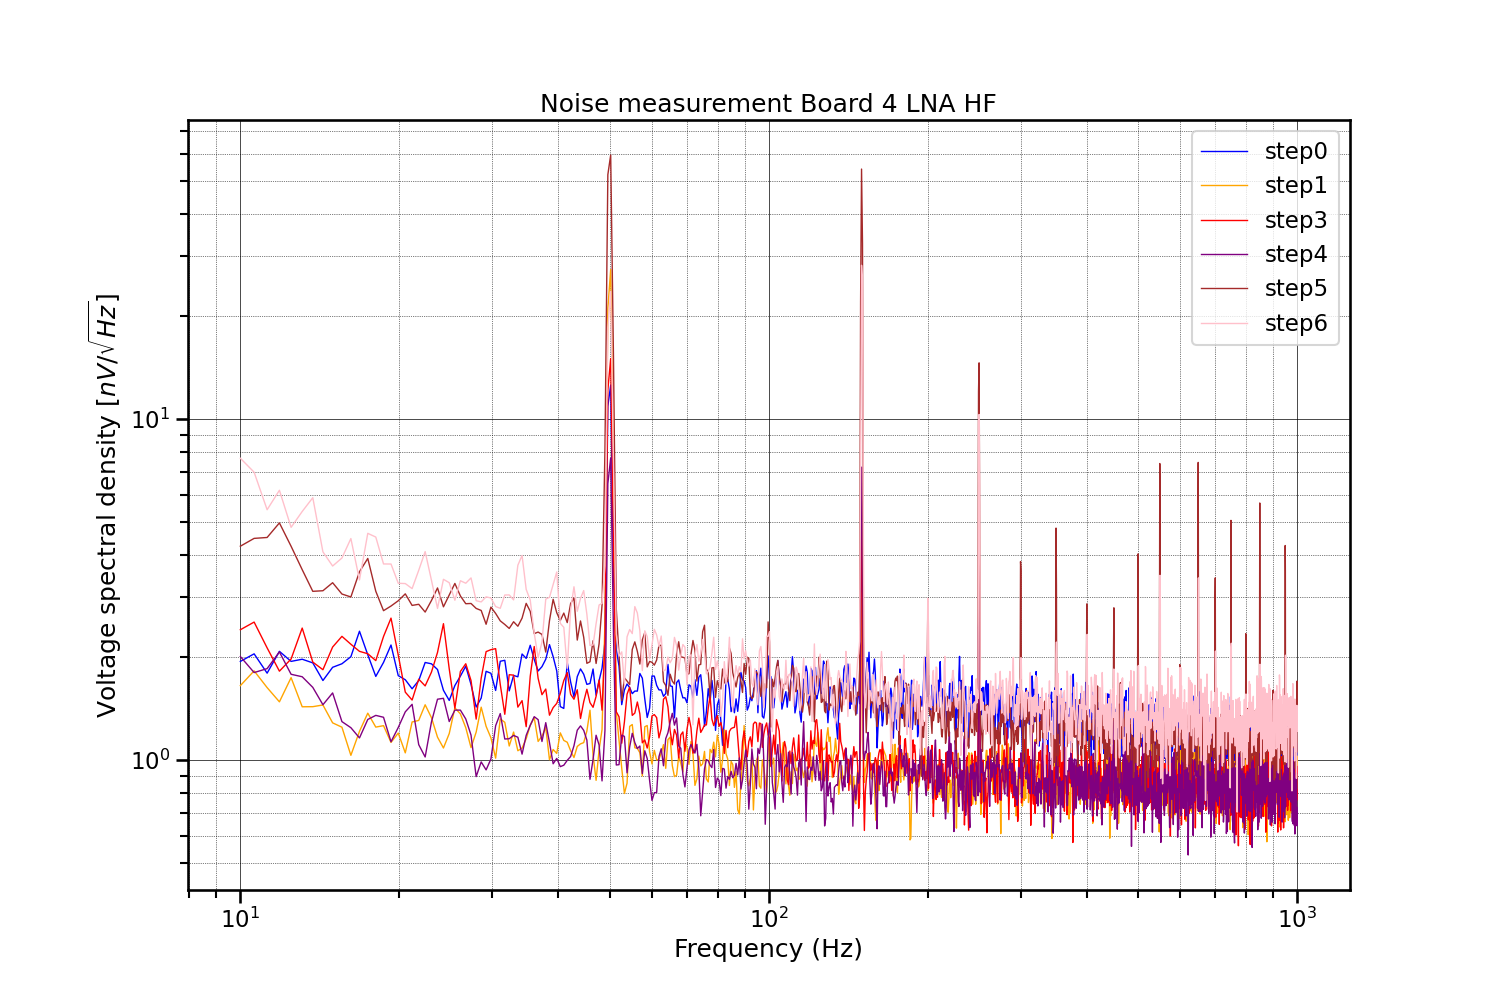 Noise measurement Board 4 LNA HF
step0
step1
step3
step4
step5
step6
Voltage spectral density [nV/√Hz]
10¹
10⁰
10¹
10²
10³
Frequency (Hz)